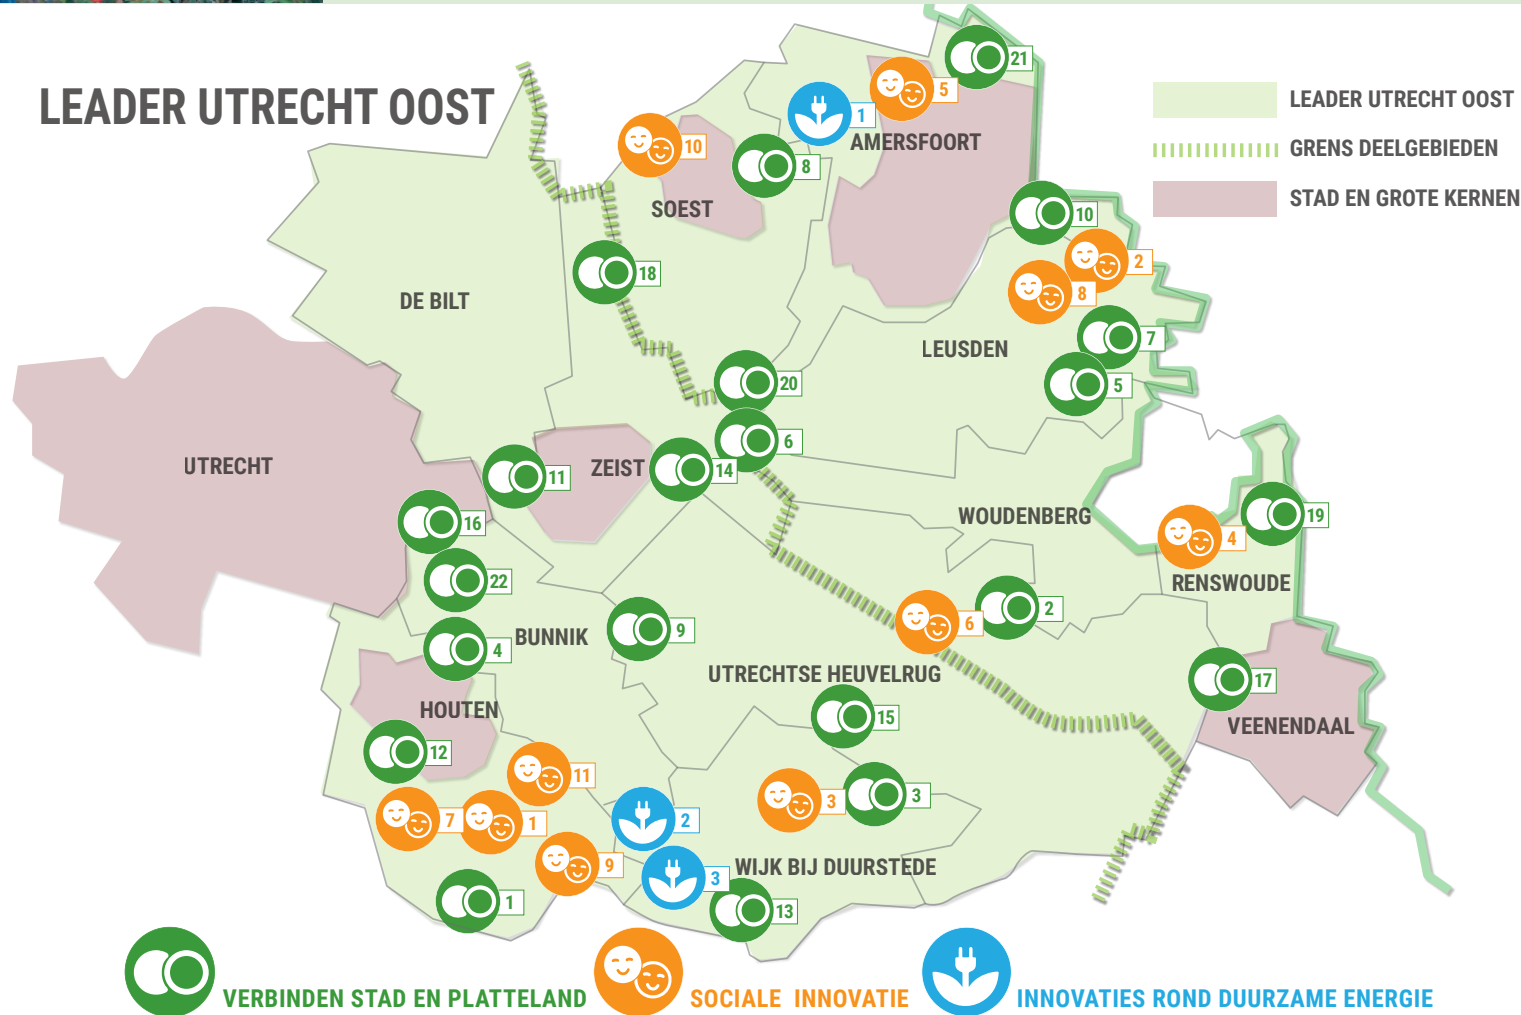 LEADER UTRECHT OOST
LEADER UTRECHT OOST
GRENS DEELGEBIEDEN
STAD EN GROTE KERNEN
21
5
1
AMERSFOORT
10
8
SOEST
10
2
8
18
DE BILT
7
LEUSDEN
5
20
6
UTRECHT
ZEIST
14
11
16
WOUDENBERG
19
4
22
RENSWOUDE
2
6
9
BUNNIK
4
UTRECHTSE HEUVELRUG
17
HOUTEN
15
VEENENDAAL
12
11
3
3
7
1
2
9
WIJK BIJ DUURSTEDE
3
1
13
VERBINDEN STAD EN PLATTELAND
SOCIALE INNOVATIE
INNOVATIES ROND DUURZAME ENERGIE